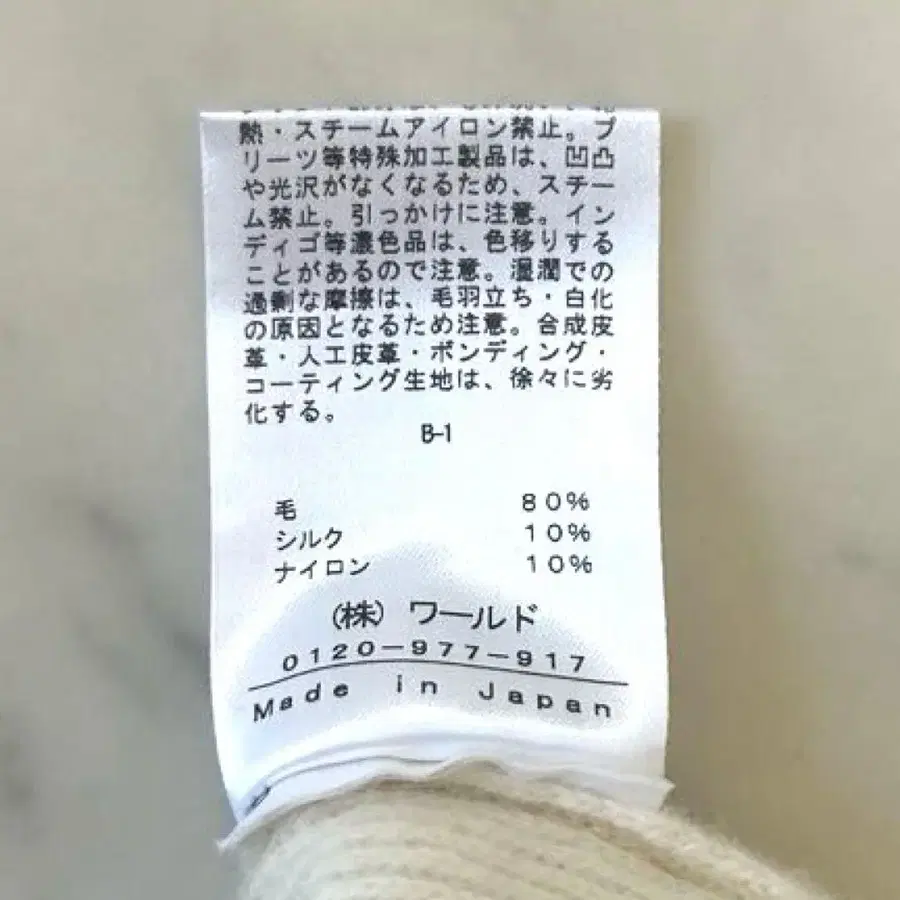 熱・スチームアイロン禁止。プ
リーツ等特殊加工製品は、凹凸
や光沢がなくなるため、スチー
ム禁止。引っかけに注意。イン
ディゴ等濃色品は、色移りする
ことがあるので注意。湿潤での
過剰な摩擦は、毛羽立ち・白化
の原因となるため注意。合成皮
革・人工皮革・ボンディング・
コーティング生地は、徐々に劣
化する。
B-1
毛 80%
シルク 10%
ナイロン 10%
(株) ワールド
0120-977-917
Made in Japan